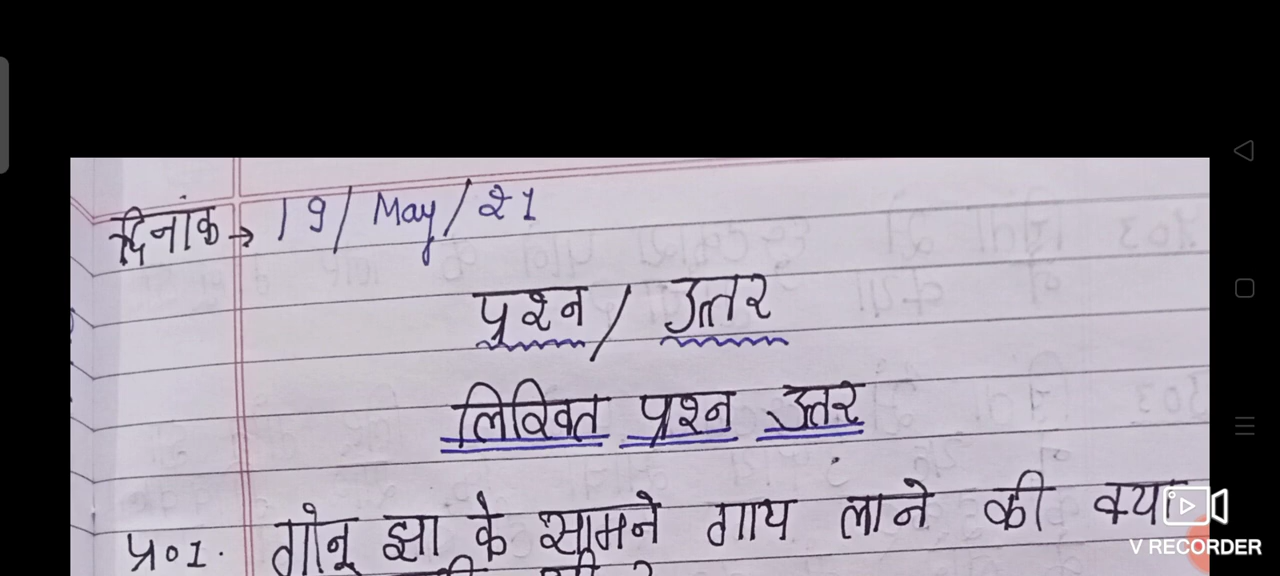 दिनांक → 19/ May/21
प्रश्न / उत्तर
लिखित प्रश्न उत्तर
प्र०1. गोनू झा के सामने गाय लाने की क्या
V RECORDER